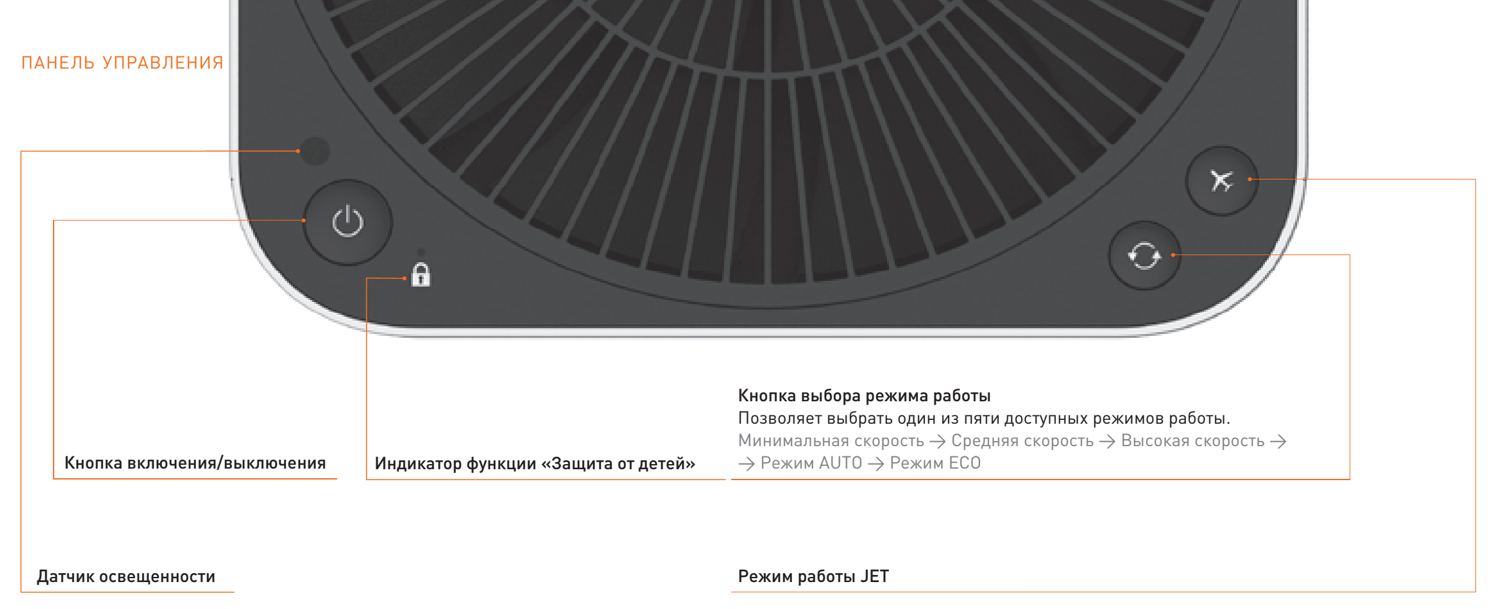 ПАНЕЛЬ УПРАВЛЕНИЯ
Кнопка выбора режима работы
Позволяет выбрать один из пяти доступных режимов работы.
Минимальная скорость → Средняя скорость → Высокая скорость →
→ Режим AUTO → Режим ECO
Кнопка включения/выключения
Индикатор функции «Защита от детей»
Датчик освещенности
Режим работы JET